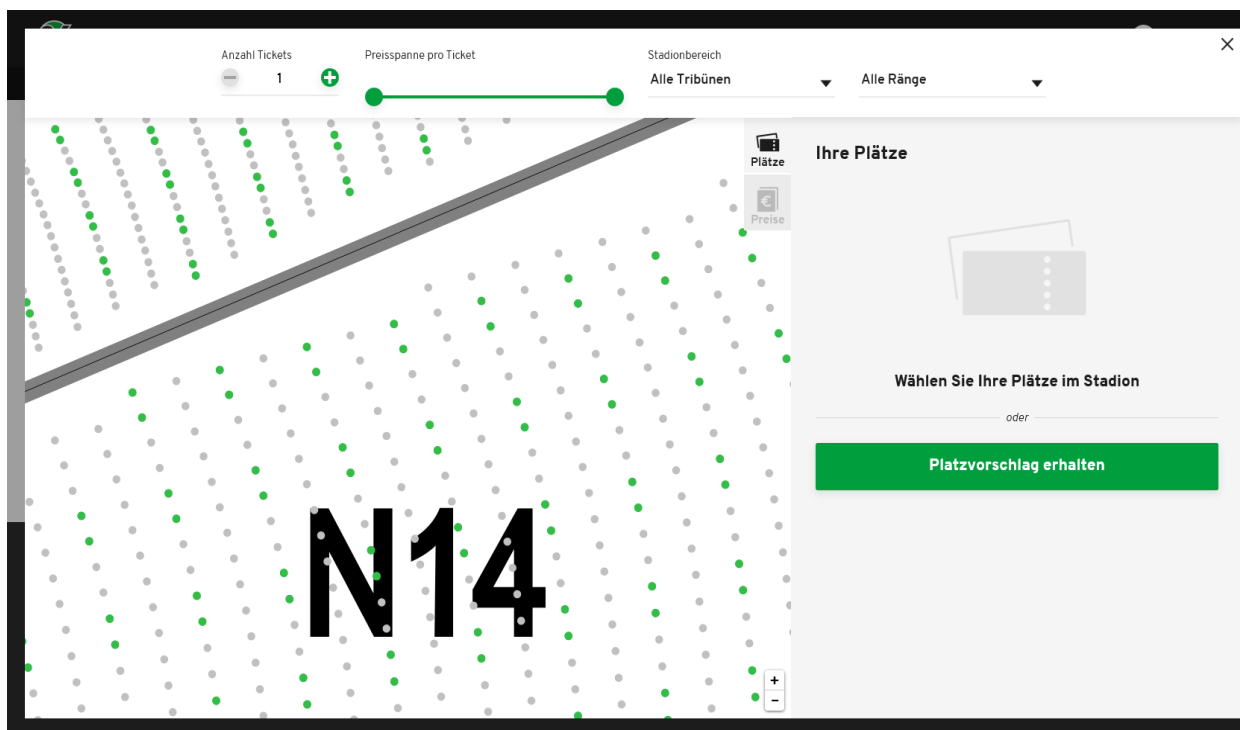 Anzahl Tickets
1
Preisspanne pro Ticket
Stadionbereich
Alle Tribünen
Alle Ränge
Plätze
€
Preise
Ihre Plätze
Wählen Sie Ihre Plätze im Stadion
oder
Platzvorschlag erhalten
N14
+
-